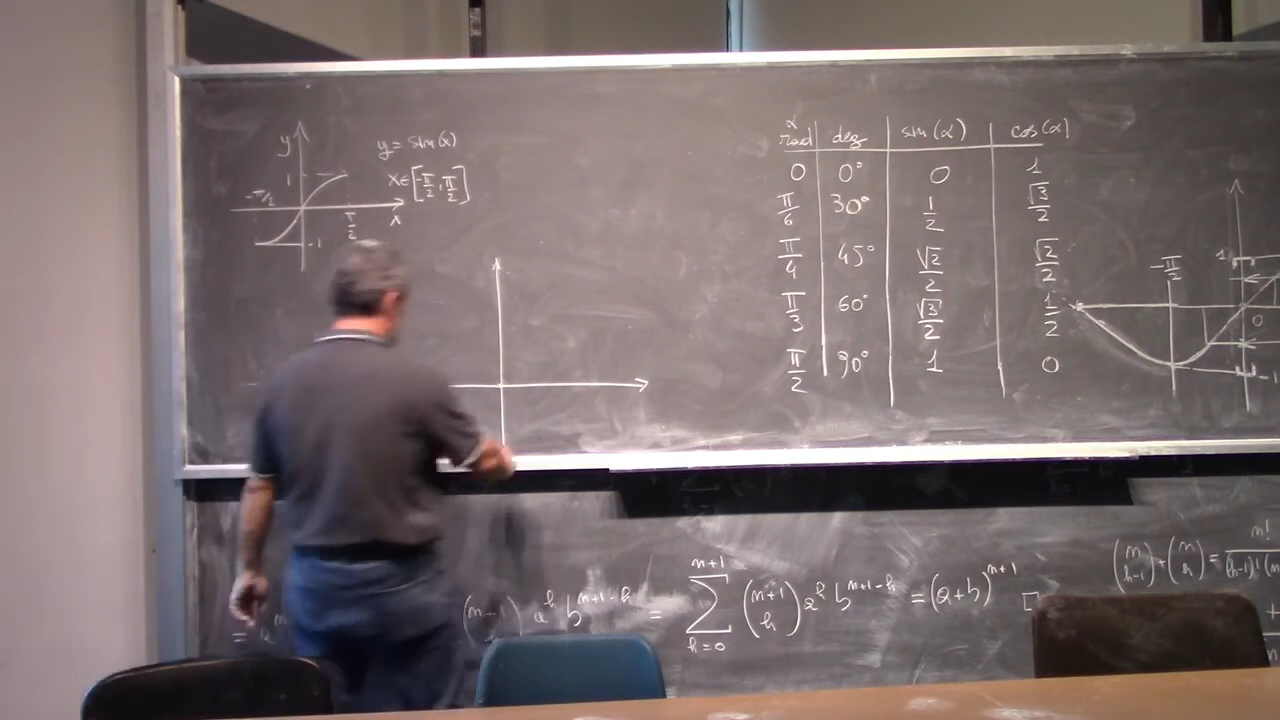 y
y = sin(x)
1
x∈[-π/2, π/2]
-π/2
x
π/2
-1
α rad | deg | sin(α) | cos(α)
0 | 0° | 0 | 1
π/6 | 30° | 1/2 | √3/2
π/4 | 45° | √2/2 | √2/2
π/3 | 60° | √3/2 | 1/2
π/2 | 90° | 1 | 0
-π/2
1
0
-1
(n+1) a^h b^{n+1-h} = ∑_{h=0}^{n+1} (n+1 h) a^h b^{n+1-h} = (a+b)^{n+1} □
(n h-1) + (n h) = n!